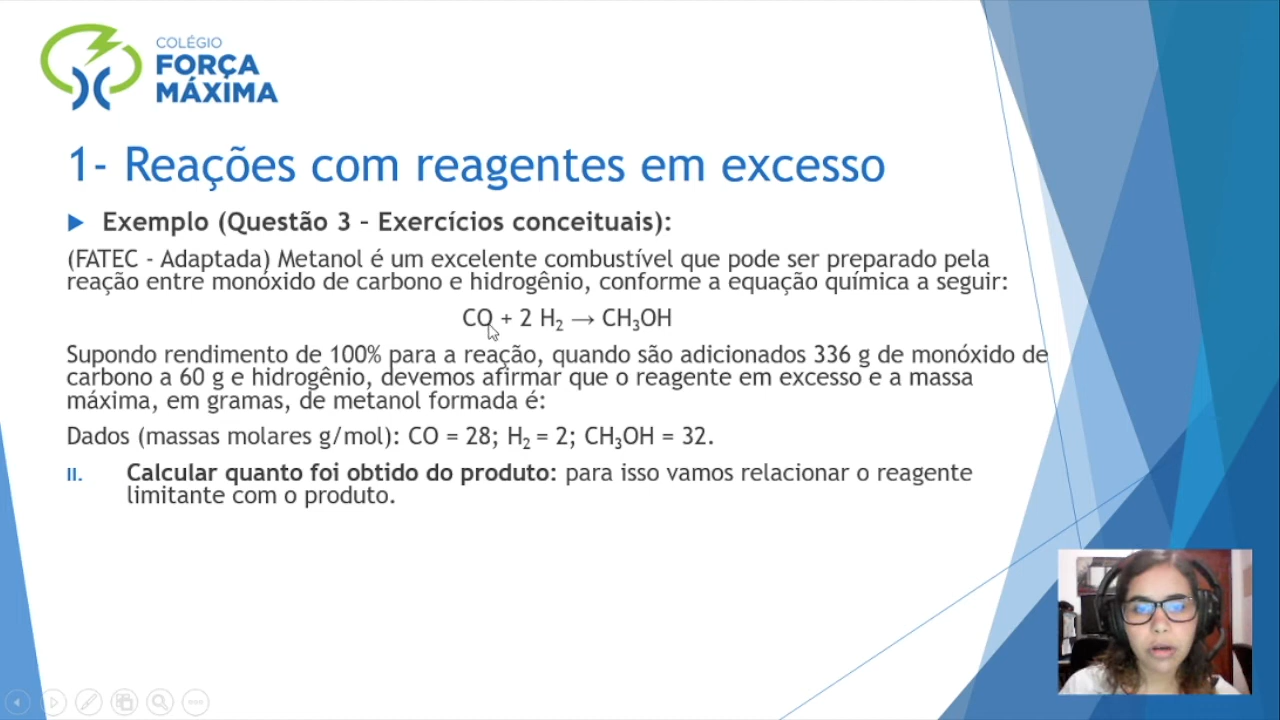 COLÉGIO
FORÇA
MÁXIMA
1- Reações com reagentes em excesso
Exemplo (Questão 3 – Exercícios conceituais):
(FATEC - Adaptada) Metanol é um excelente combustível que pode ser preparado pela
reação entre monóxido de carbono e hidrogênio, conforme a equação química a seguir:
CO + 2 H₂ → CH₃OH
Supondo rendimento de 100% para a reação, quando são adicionados 336 g de monóxido de
carbono a 60 g e hidrogênio, devemos afirmar que o reagente em excesso e a massa
máxima, em gramas, de metanol formada é:
Dados (massas molares g/mol): CO = 28; H₂ = 2; CH₃OH = 32.
II. Calcular quanto foi obtido do produto: para isso vamos relacionar o reagente
limitante com o produto.